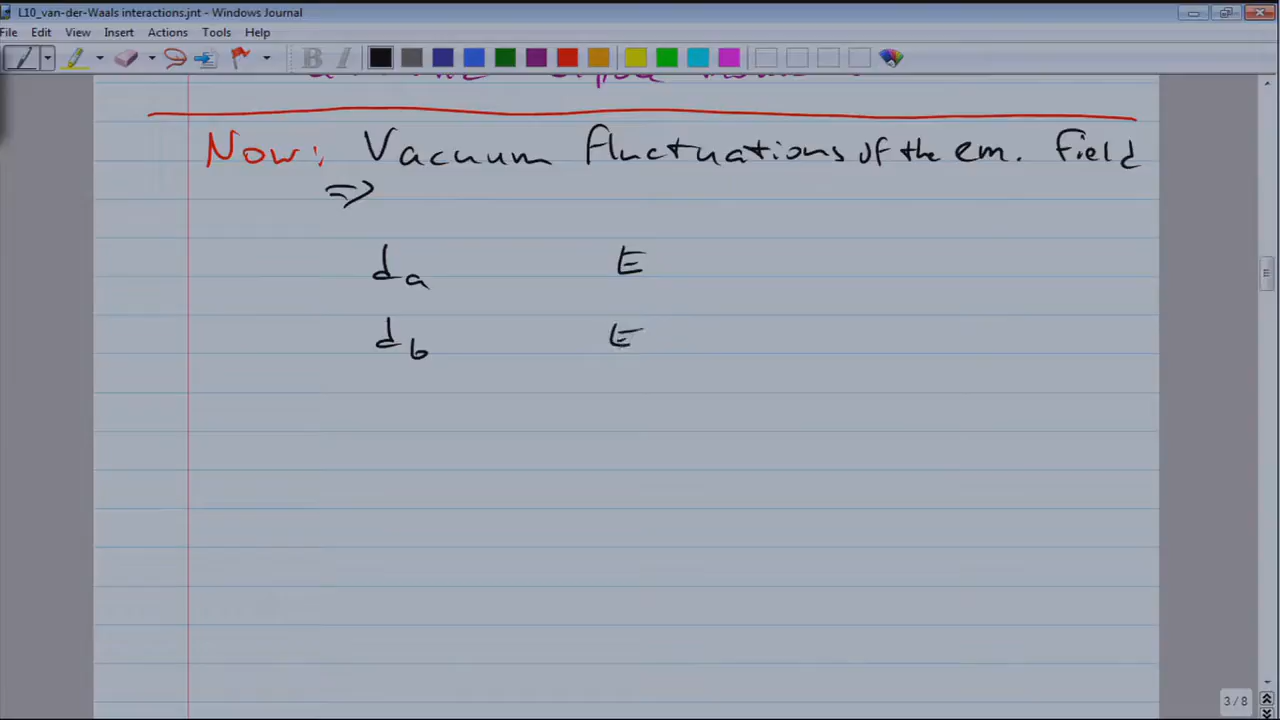 L10_van-der-Waals interactions.jnt - Windows Journal
File Edit View Insert Actions Tools Help
B I
Now: Vacuum fluctuations of the em. Field
=>
da E
db E
3 / 8